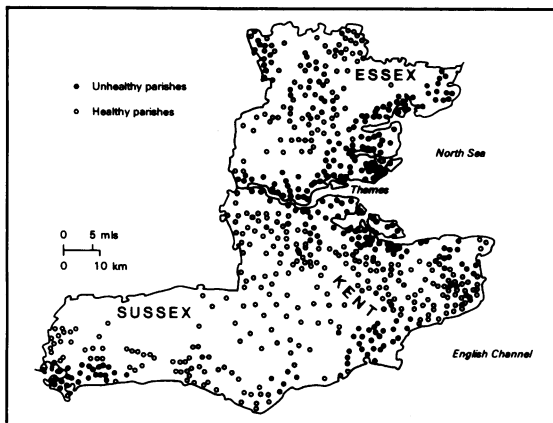 ESSEX
Unhealthy parishes
Healthy parishes
North Sea
Thames
0 5 mls
0 10 km
KENT
SUSSEX
English Channel